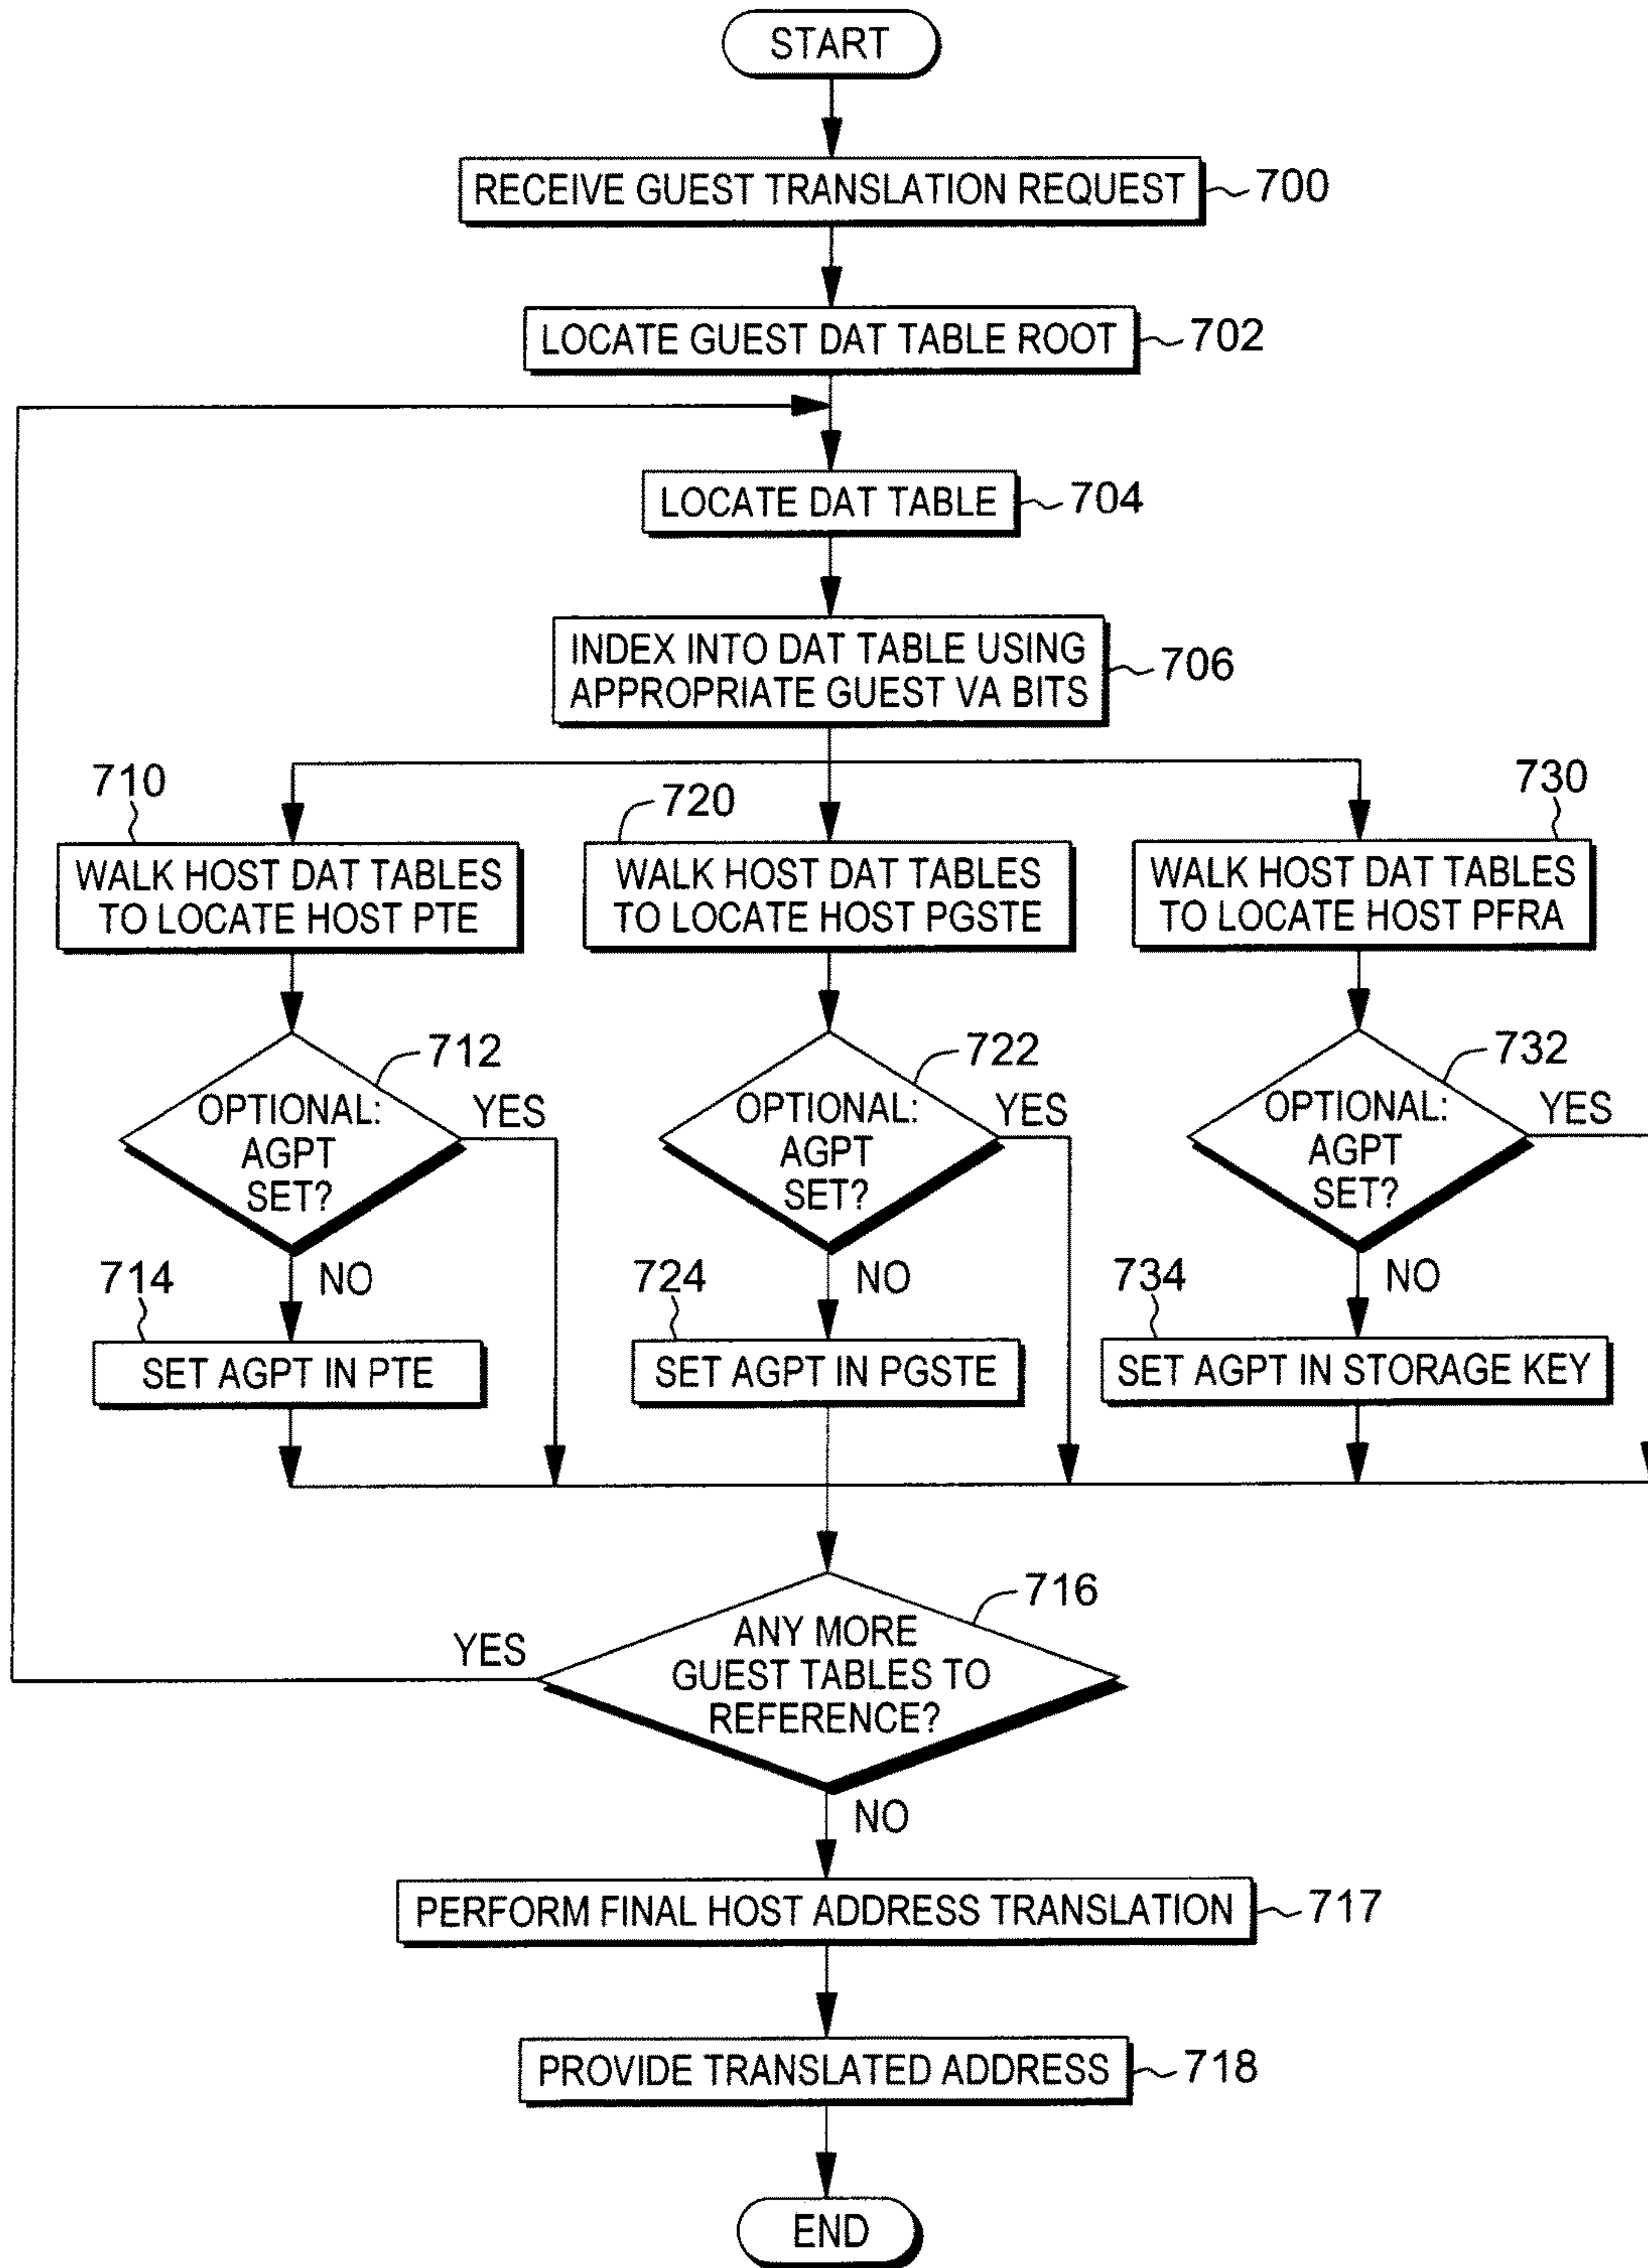 START
RECEIVE GUEST TRANSLATION REQUEST
700
LOCATE GUEST DAT TABLE ROOT
702
LOCATE DAT TABLE
704
INDEX INTO DAT TABLE USING
APPROPRIATE GUEST VA BITS
706
710
WALK HOST DAT TABLES
TO LOCATE HOST PTE
720
WALK HOST DAT TABLES
TO LOCATE HOST PGSTE
730
WALK HOST DAT TABLES
TO LOCATE HOST PFRA
712
OPTIONAL:
AGPT
SET?
YES
NO
722
OPTIONAL:
AGPT
SET?
YES
NO
732
OPTIONAL:
AGPT
SET?
YES
NO
714
SET AGPT IN PTE
724
SET AGPT IN PGSTE
734
SET AGPT IN STORAGE KEY
716
ANY MORE
GUEST TABLES TO
REFERENCE?
YES
NO
PERFORM FINAL HOST ADDRESS TRANSLATION
717
PROVIDE TRANSLATED ADDRESS
718
END